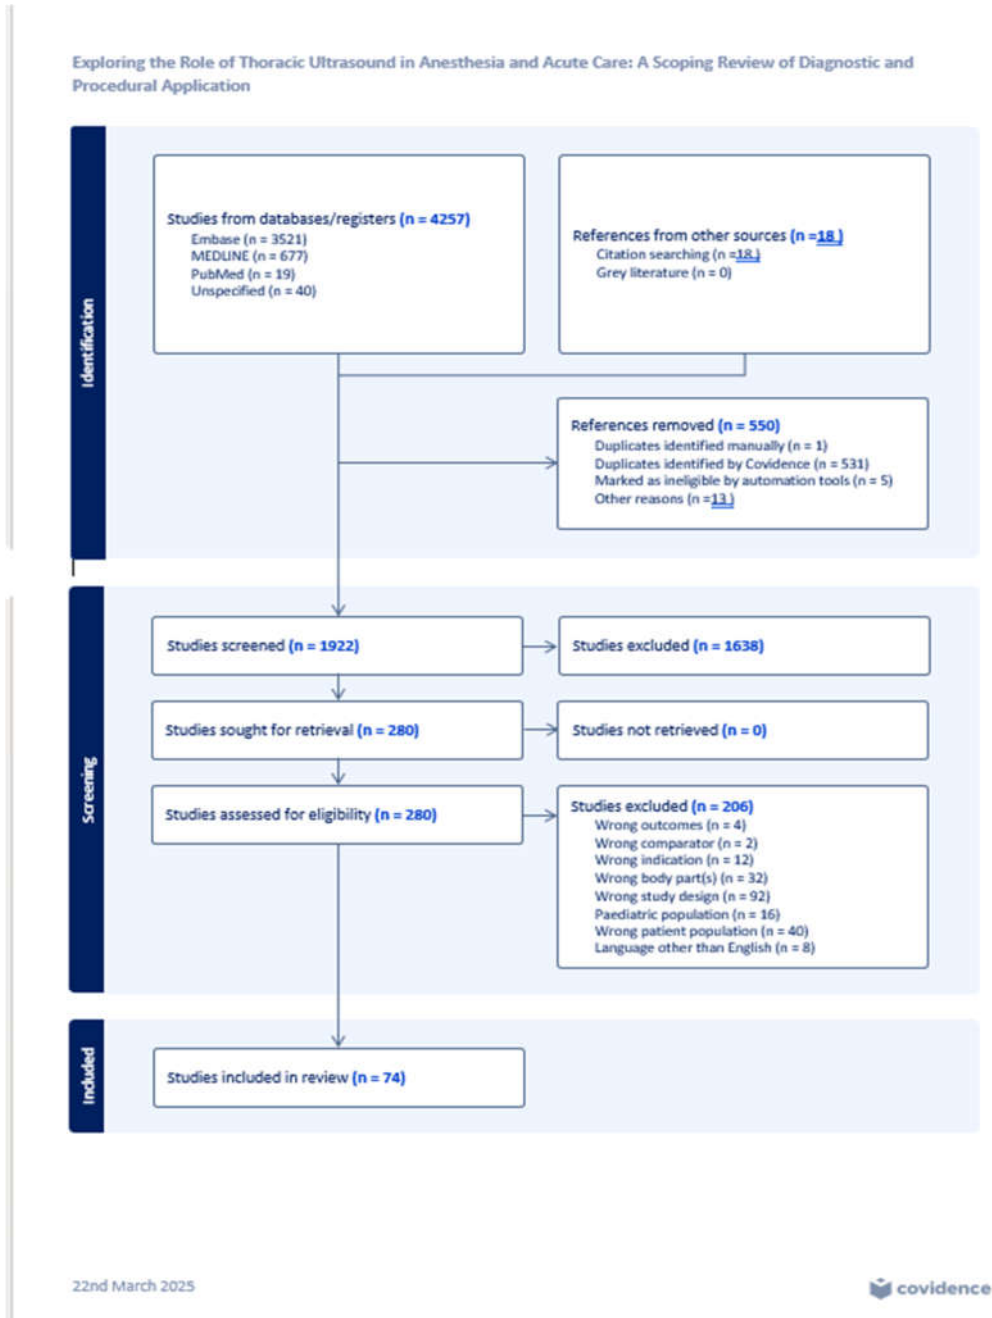 Exploring the Role of Thoracic Ultrasound in Anesthesia and Acute Care: A Scoping Review of Diagnostic and
Procedural Application
Identification
Studies from databases/registers (n = 4257)
Embase (n = 3521)
MEDLINE (n = 677)
PubMed (n = 19)
Unspecified (n = 40)
References from other sources (n =18 )
Citation searching (n =18 )
Grey literature (n = 0)
References removed (n = 550)
Duplicates identified manually (n = 1)
Duplicates identified by Covidence (n = 531)
Marked as ineligible by automation tools (n = 5)
Other reasons (n =13 )
Screening
Studies screened (n = 1922)
Studies excluded (n = 1638)
Studies sought for retrieval (n = 280)
Studies not retrieved (n = 0)
Studies assessed for eligibility (n = 280)
Studies excluded (n = 206)
Wrong outcomes (n = 4)
Wrong comparator (n = 2)
Wrong indication (n = 12)
Wrong body part(s) (n = 32)
Wrong study design (n = 92)
Paediatric population (n = 16)
Wrong patient population (n = 40)
Language other than English (n = 8)
Included
Studies included in review (n = 74)
22nd March 2025
covidence